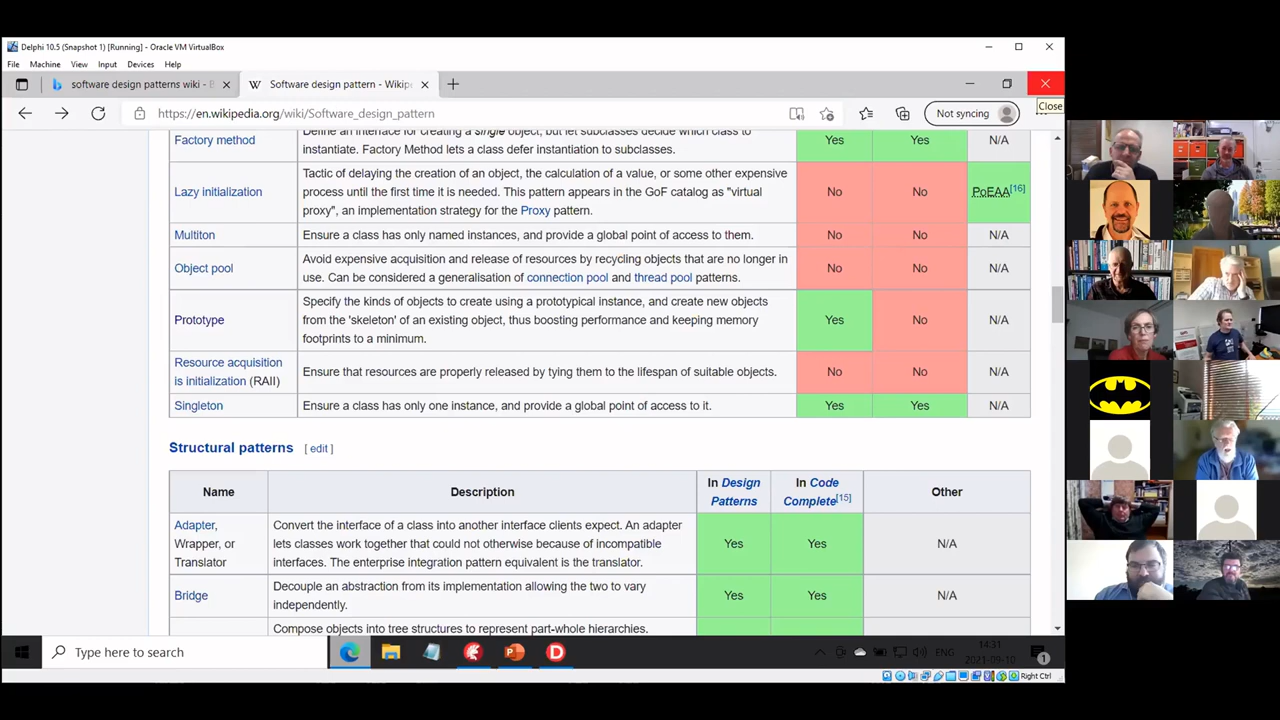 Delphi 10.5 (Snapshot 1) [Running] - Oracle VM VirtualBox
File Machine View Input Devices Help
software design patterns wiki - B
Software design pattern - Wikip
https://en.wikipedia.org/wiki/Software_design_pattern
Not syncing
Close
Factory method
Define an interface for creating a single object, but let subclasses decide which class to
instantiate. Factory Method lets a class defer instantiation to subclasses.
Yes Yes N/A
Lazy initialization
Tactic of delaying the creation of an object, the calculation of a value, or some other expensive
process until the first time it is needed. This pattern appears in the GoF catalog as "virtual
proxy", an implementation strategy for the Proxy pattern.
No No PoEAA[16]
Multiton
Ensure a class has only named instances, and provide a global point of access to them.
No No N/A
Object pool
Avoid expensive acquisition and release of resources by recycling objects that are no longer in
use. Can be considered a generalisation of connection pool and thread pool patterns.
No No N/A
Prototype
Specify the kinds of objects to create using a prototypical instance, and create new objects
from the 'skeleton' of an existing object, thus boosting performance and keeping memory
footprints to a minimum.
Yes No N/A
Resource acquisition
is initialization (RAII)
Ensure that resources are properly released by tying them to the lifespan of suitable objects.
No No N/A
Singleton
Ensure a class has only one instance, and provide a global point of access to it.
Yes Yes N/A
Structural patterns [ edit ]
Name
Description
In Design
Patterns
In Code
Complete[15]
Other
Adapter,
Wrapper, or
Translator
Convert the interface of a class into another interface clients expect. An adapter
lets classes work together that could not otherwise because of incompatible
interfaces. The enterprise integration pattern equivalent is the translator.
Yes Yes N/A
Bridge
Decouple an abstraction from its implementation allowing the two to vary
independently.
Yes Yes N/A
Compose objects into tree structures to represent part-whole hierarchies.
Type here to search
ENG
14:31
2021-09-10
1
Right Ctrl